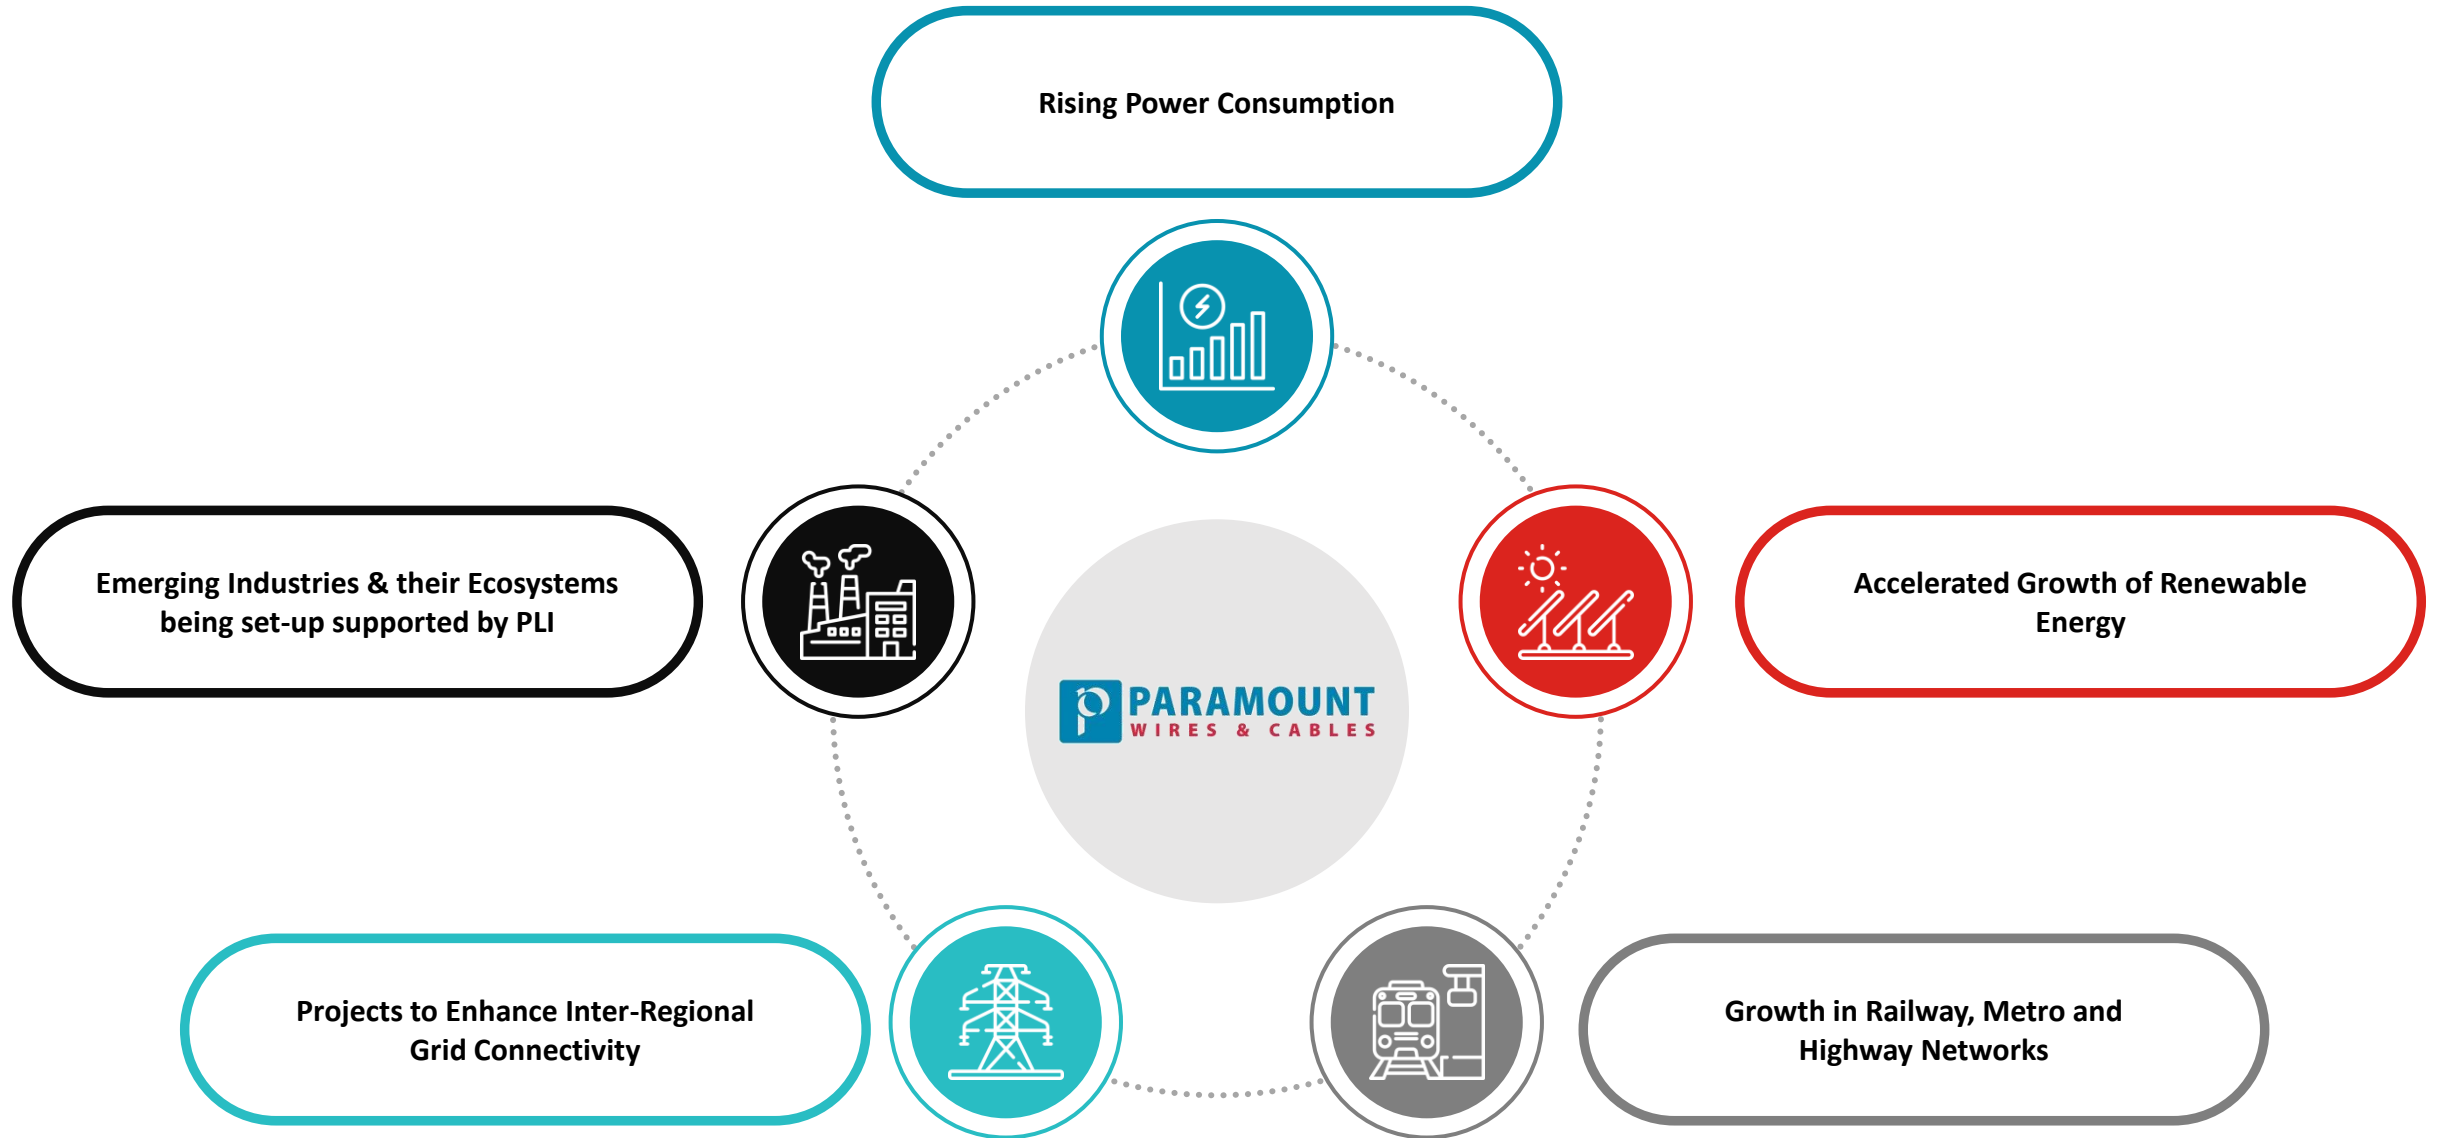 Rising Power Consumption
Emerging Industries & their Ecosystems
being set-up supported by PLI
Accelerated Growth of Renewable
Energy
PARAMOUNT
WIRES & CABLES
Projects to Enhance Inter-Regional
Grid Connectivity
Growth in Railway, Metro and
Highway Networks